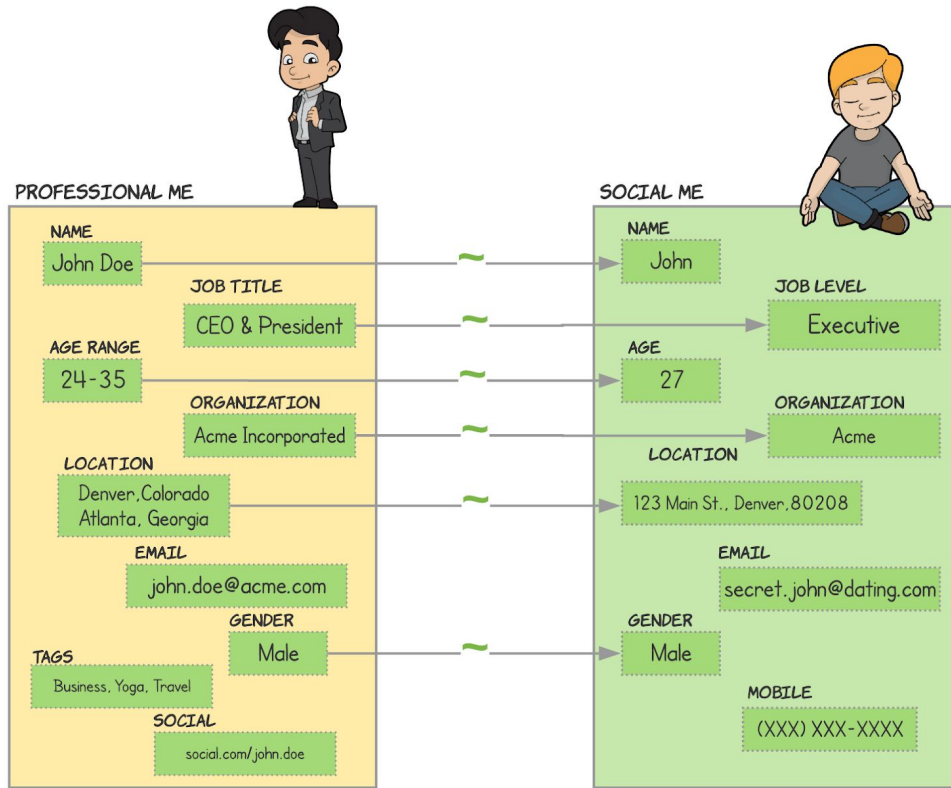 PROFESSIONAL ME
NAME
John Doe
JOB TITLE
CEO & President
AGE RANGE
24-35
ORGANIZATION
Acme Incorporated
LOCATION
Denver,Colorado
Atlanta, Georgia
EMAIL
john.doe@acme.com
GENDER
Male
TAGS
Business, Yoga, Travel
SOCIAL
social.com/john.doe
~
~
~
~
~
~
SOCIAL ME
NAME
John
JOB LEVEL
Executive
AGE
27
ORGANIZATION
Acme
LOCATION
123 Main St., Denver,80208
EMAIL
secret.john@dating.com
GENDER
Male
MOBILE
(XXX) XXX-XXXX